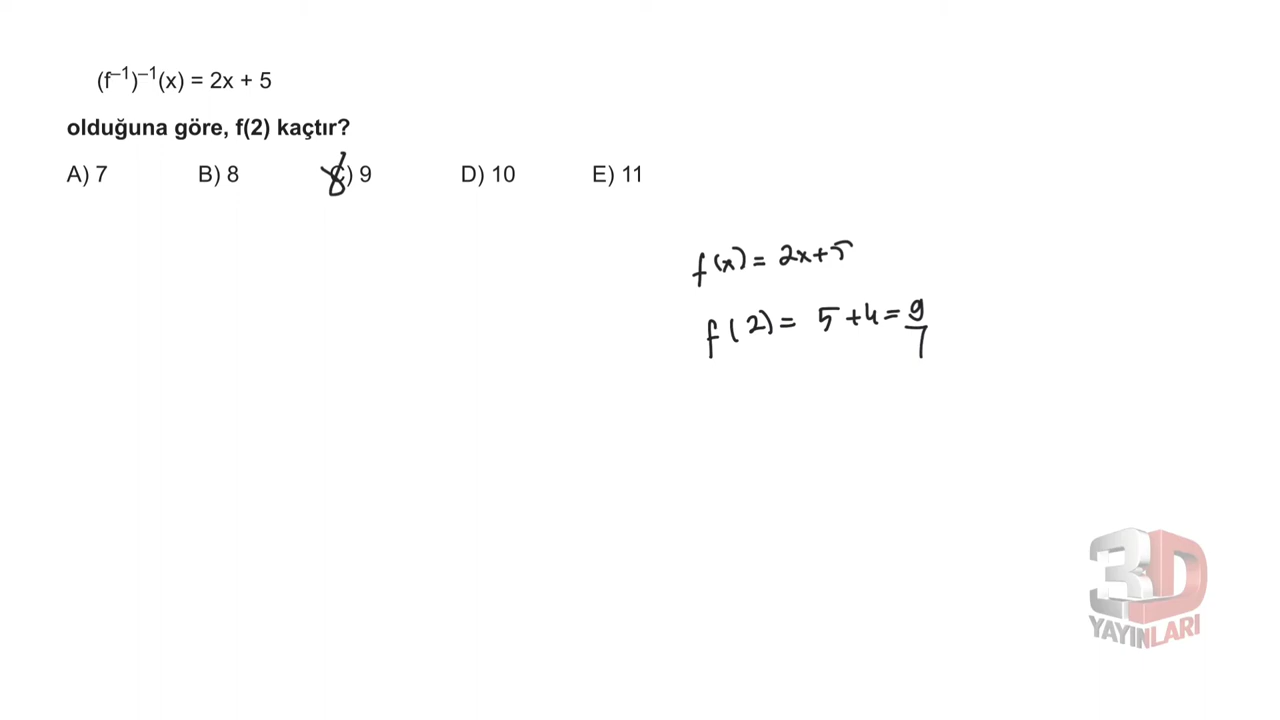 (f⁻¹)⁻¹(x) = 2x + 5
olduğuna göre, f(2) kaçtır?
A) 7 B) 8 C) 9 D) 10 E) 11
f(x) = 2x+5
f(2) = 5+4=9
3D
YAYINLARI